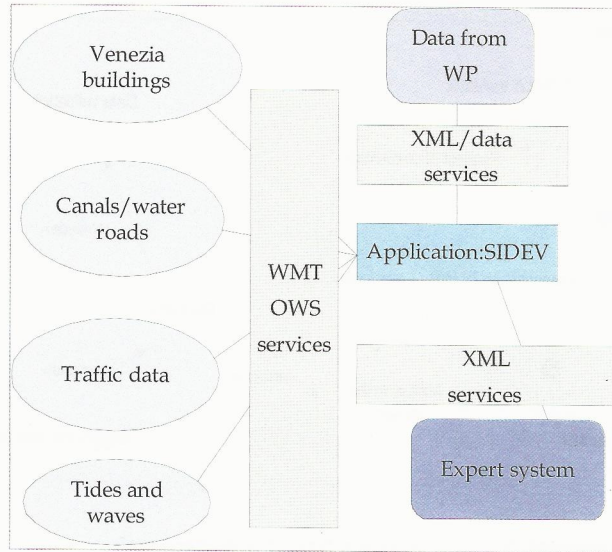 Venezia
buildings
Canals/water
roads
Traffic data
Tides and
waves
WMT
OWS
services
Data from
WP
XML/data
services
Application:SIDEV
XML
services
Expert system